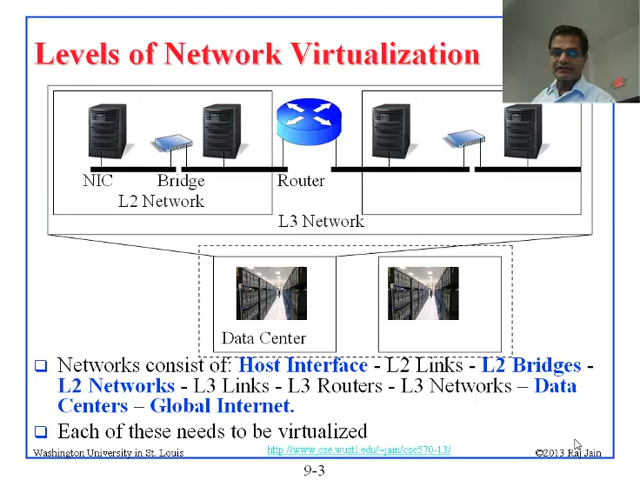 Levels of Network Virtualization
NIC
Bridge
Router
L2 Network
L3 Network
Data Center
Networks consist of: Host Interface - L2 Links - L2 Bridges -
L2 Networks - L3 Links - L3 Routers - L3 Networks – Data
Centers – Global Internet.
Each of these needs to be virtualized
Washington University in St. Louis
http://www.cse.wustl.edu/~jain/cse570-13/
©2013 Raj Jain
9-3